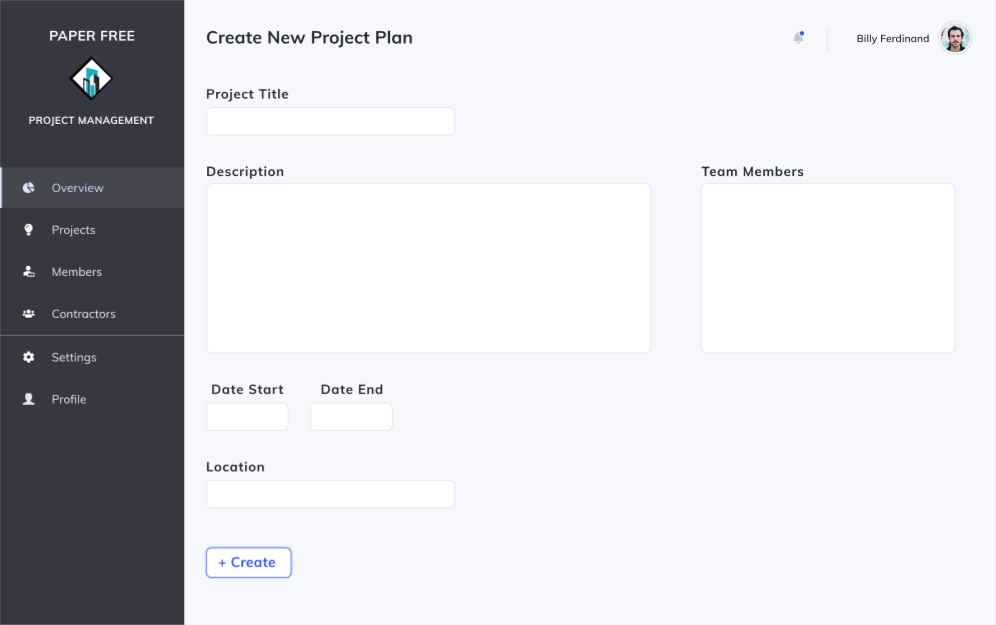 PAPER FREE
PROJECT MANAGEMENT
Overview
Projects
Members
Contractors
Settings
Profile
Create New Project Plan
Billy Ferdinand
Project Title
Description
Team Members
Date Start
Date End
Location
+ Create